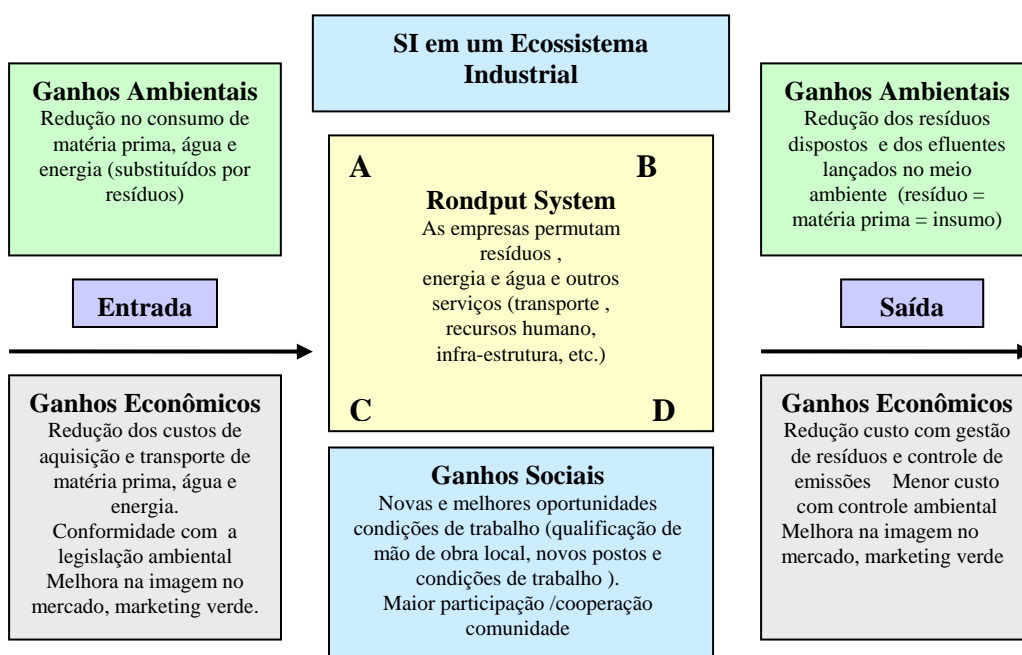 SI em um Ecossistema
Industrial
Ganhos Ambientais
Redução no consumo de
matéria prima, água e
energia (substituídos por
resíduos)
Entrada
Ganhos Econômicos
Redução dos custos de
aquisição e transporte de
matéria prima, água e
energia.
Conformidade com a
legislação ambiental
Melhora na imagem no
mercado, marketing verde.
A B
Rondput System
As empresas permutam
resíduos ,
energia e água e outros
serviços (transporte ,
recursos humano,
infra-estrutura, etc.)
C D
Ganhos Sociais
Novas e melhores oportunidades
condições de trabalho (qualificação de
mão de obra local, novos postos e
condições de trabalho ).
Maior participação /cooperação
comunidade
Ganhos Ambientais
Redução dos resíduos
dispostos e dos efluentes
lançados no meio
ambiente (resíduo =
matéria prima = insumo)
Saída
Ganhos Econômicos
Redução custo com gestão
de resíduos e controle de
emissões Menor custo
com controle ambiental
Melhora na imagem no
mercado, marketing verde